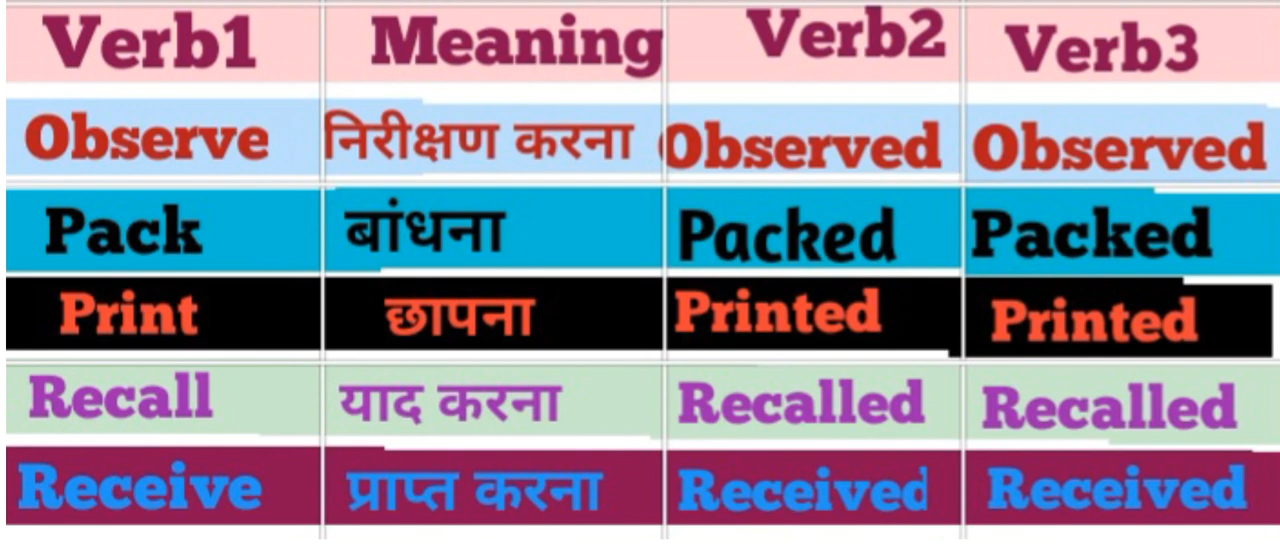 Verb1 Meaning Verb2 Verb3
Observe निरीक्षण करना Observed Observed
Pack बांधना Packed Packed
Print छापना Printed Printed
Recall याद करना Recalled Recalled
Receive प्राप्त करना Received Received